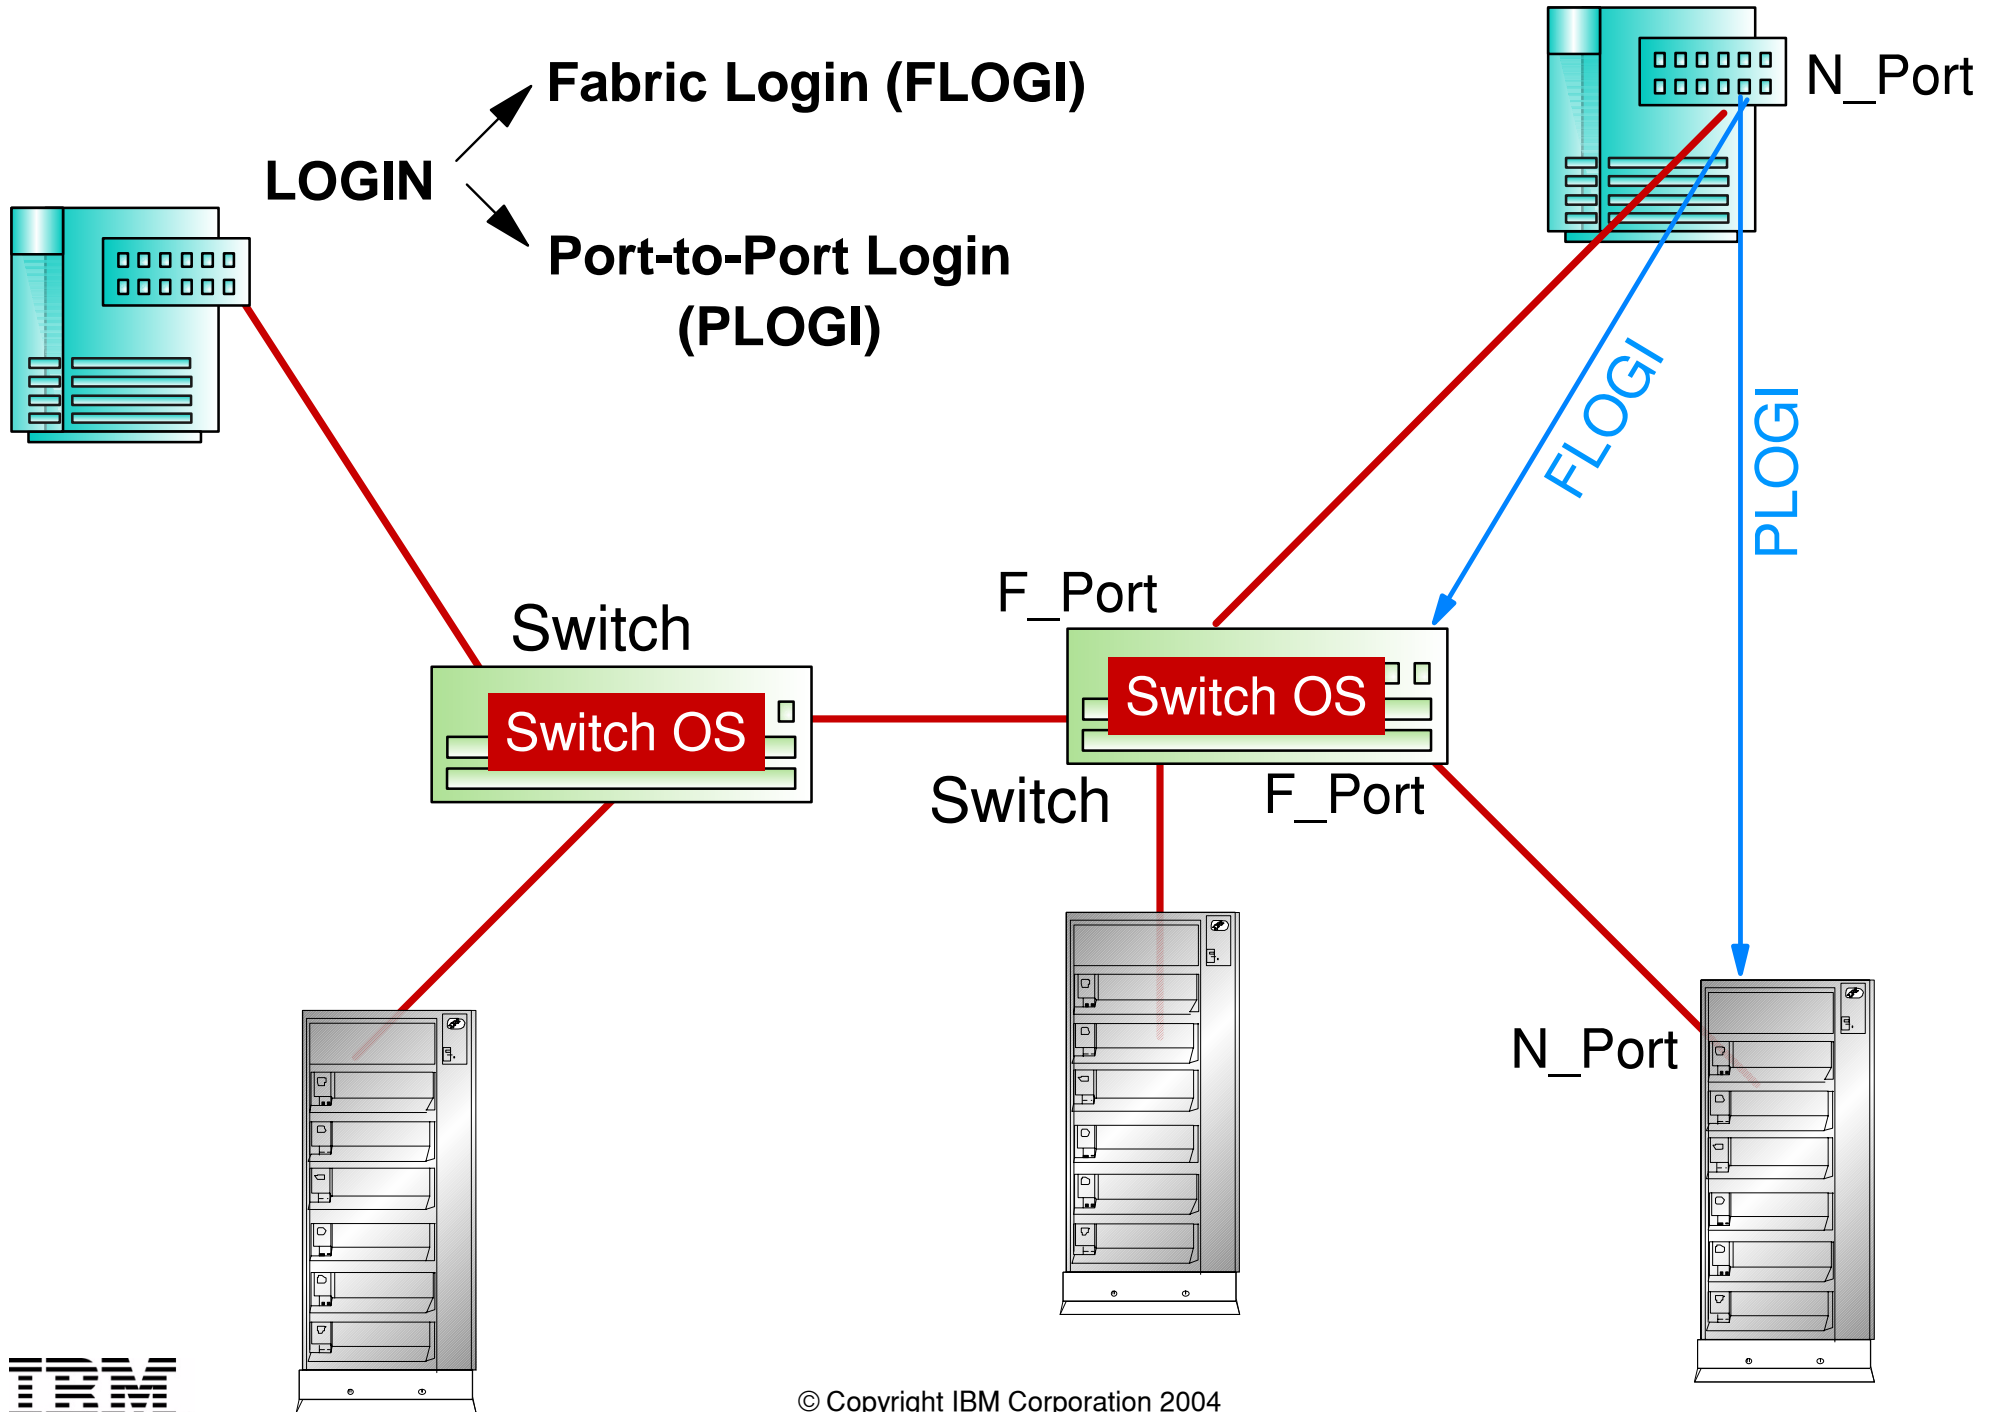 Fabric Login (FLOGI)
LOGIN
Port-to-Port Login
(PLOGI)
N_Port
FLOGI
PLOGI
F_Port
Switch
Switch OS
Switch OS
Switch
F_Port
N_Port
IBM
© Copyright IBM Corporation 2004